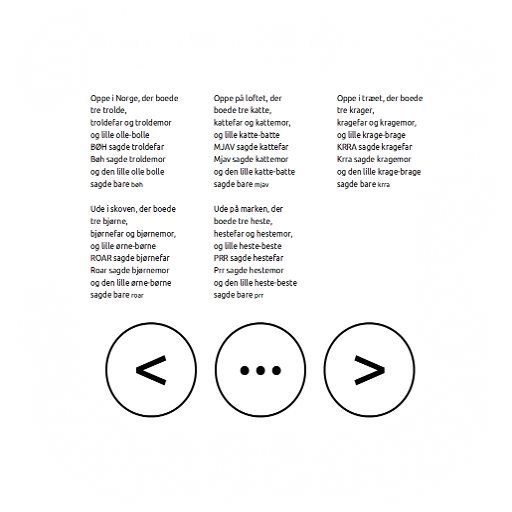 Oppe i Norge, der boede
tre trolde,
troldefar og troldemor
og lille olle-bolle
BØH sagde troldefar
Bøh sagde troldemor
og den lille olle bolle
sagde bare bøh
Oppe på loftet, der
boede tre katte,
kattefar og kattemor,
og lille katte-batte
MJAV sagde kattefar
Mjav sagde kattemor
og den lille katte-batte
sagde bare mjav
Oppe i træet, der boede
tre krager,
kragefar og kragemor,
og lille krage-brage
KRRA sagde kragefar
Krra sagde kragemor
og den lille krage-brage
sagde bare krra
Ude i skoven, der boede
tre bjørne,
bjørnefar og bjørnemor,
og lille ørne-børne
ROAR sagde bjørnefar
Roar sagde bjørnemor
og den lille ørne-børne
sagde bare roar
Ude på marken, der
boede tre heste,
hestefar og hestemor,
og lille heste-beste
PRR sagde hestefar
Prr sagde hestemor
og den lille heste-beste
sagde bare prr
< ... >